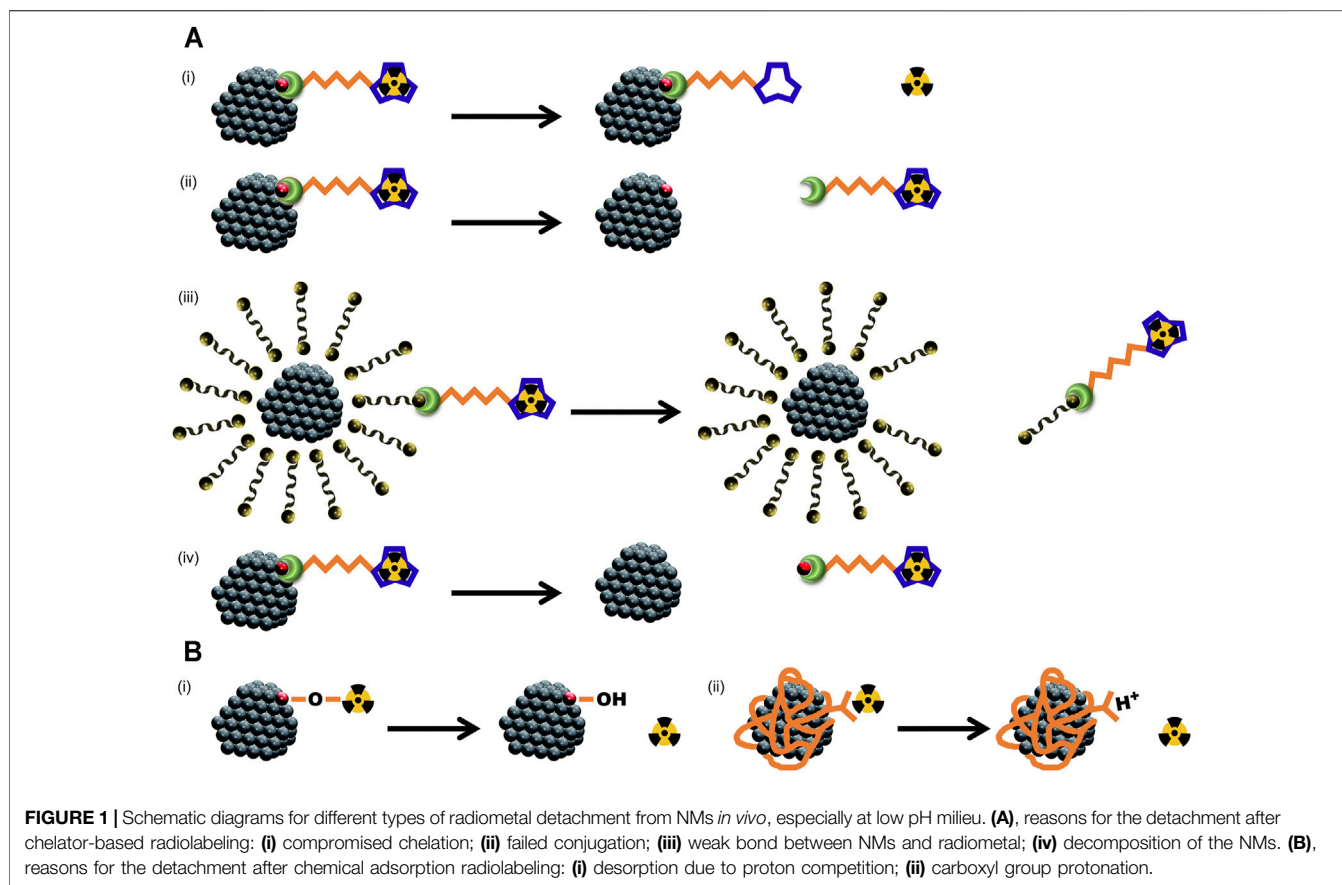 A
(i)
(ii)
(iii)
(iv)
B
(i)
O
OH
(ii)
H+
FIGURE 1 | Schematic diagrams for different types of radiometal detachment from NMs in vivo, especially at low pH milieu. (A), reasons for the detachment after
chelator-based radiolabeling: (i) compromised chelation; (ii) failed conjugation; (iii) weak bond between NMs and radiometal; (iv) decomposition of the NMs. (B),
reasons for the detachment after chemical adsorption radiolabeling: (i) desorption due to proton competition; (ii) carboxyl group protonation.